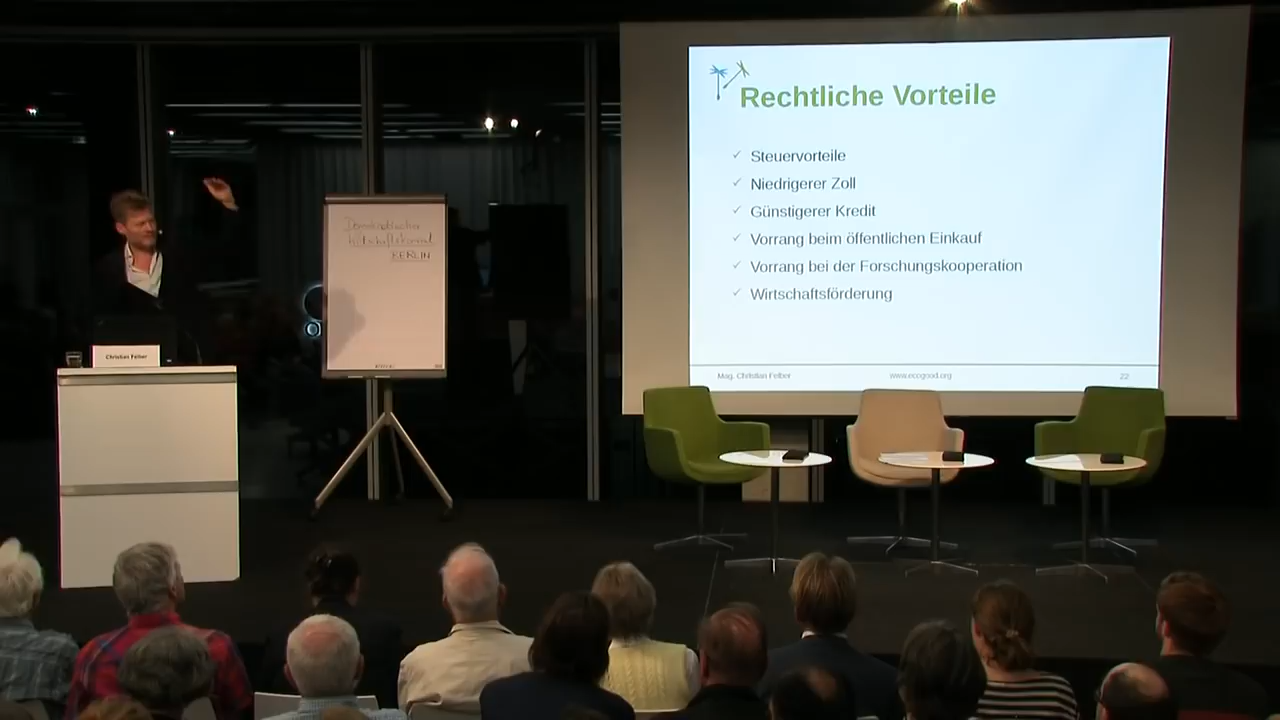 Rechtliche Vorteile
Steuervorteile
Niedrigerer Zoll
Günstigerer Kredit
Vorrang beim öffentlichen Einkauf
Vorrang bei der Forschungskooperation
Wirtschaftsförderung
Mag. Christian Felber www.ecogood.org 22
Demokratischer
BERLIN
Christian Felber